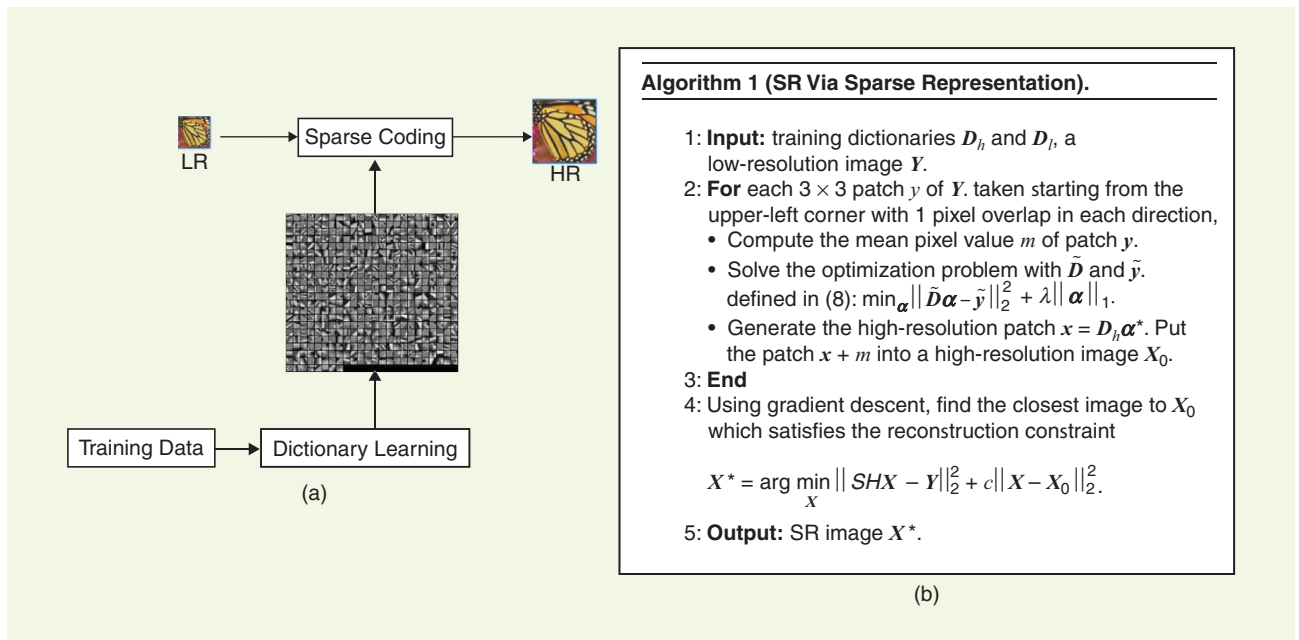 LR
Sparse Coding
HR
Training Data
Dictionary Learning
(a)
Algorithm 1 (SR Via Sparse Representation).
1: Input: training dictionaries Dₕ and Dₗ, a
low-resolution image Y.
2: For each 3 × 3 patch y of Y. taken starting from the
upper-left corner with 1 pixel overlap in each direction,
• Compute the mean pixel value m of patch y.
• Solve the optimization problem with D̃ and ỹ.
defined in (8): min_α ||D̃α – ỹ||₂² + λ||α||₁.
• Generate the high-resolution patch x = Dₕα*. Put
the patch x + m into a high-resolution image X₀.
3: End
4: Using gradient descent, find the closest image to X₀
which satisfies the reconstruction constraint
X* = arg min_X ||SHX – Y||₂² + c||X – X₀||₂².
5: Output: SR image X*.
(b)